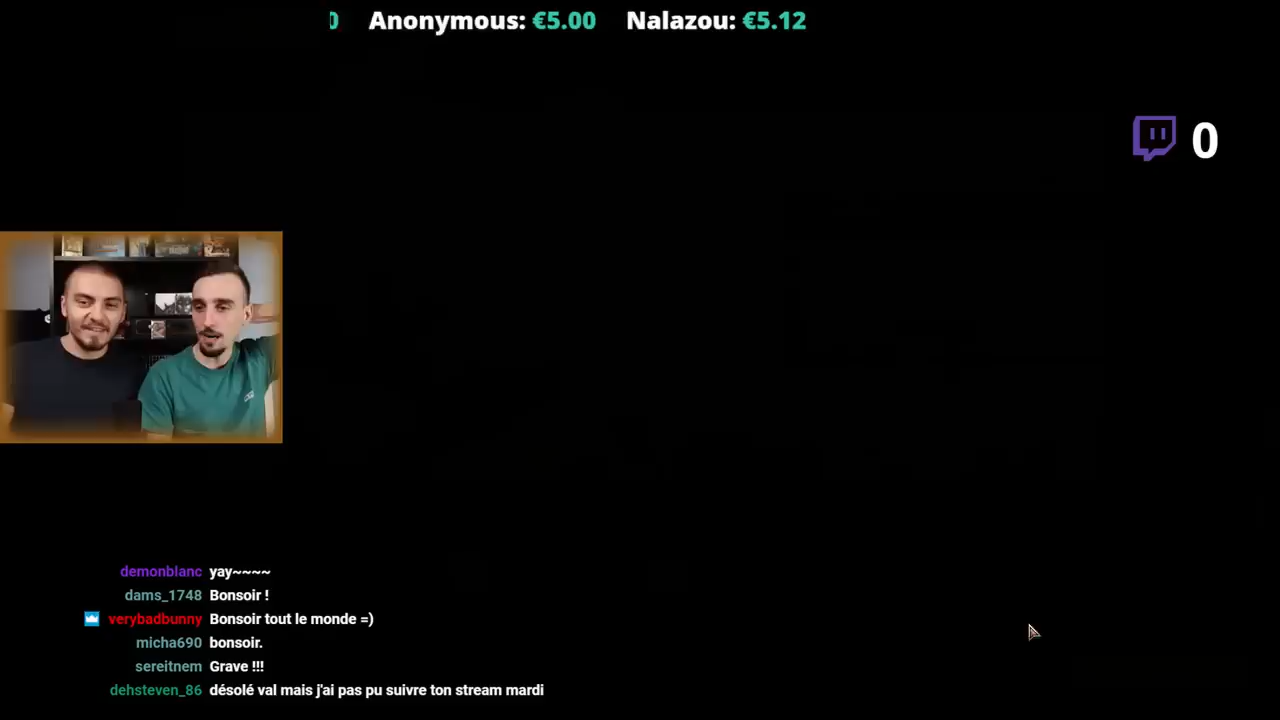 0 Anonymous: €5.00 Nalazou: €5.12
0
demonblanc yay~~~~
dams_1748 Bonsoir !
verybadbunny Bonsoir tout le monde =)
micha690 bonsoir.
sereitnem Grave !!!
dehsteven_86 désolé val mais j'ai pas pu suivre ton stream mardi